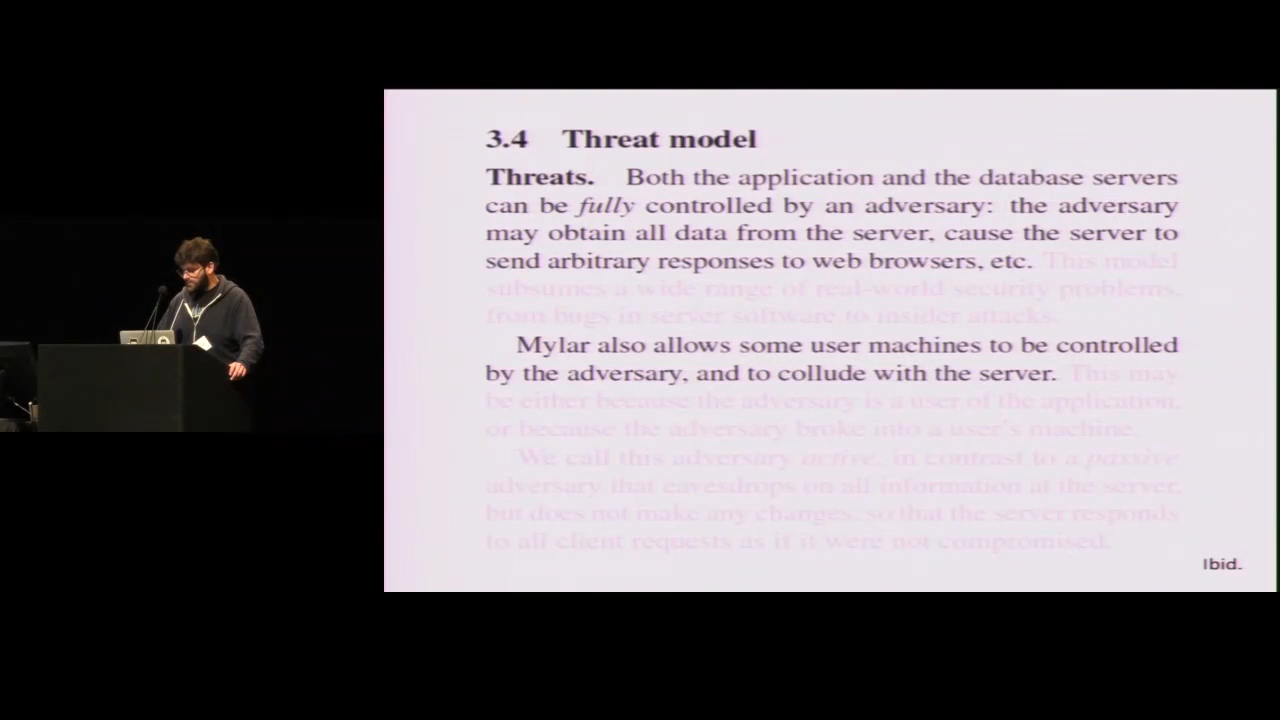 3.4 Threat model
Threats. Both the application and the database servers
can be fully controlled by an adversary: the adversary
may obtain all data from the server, cause the server to
send arbitrary responses to web browsers, etc. This model
subsumes a wide range of real-world security problems,
from bugs in server software to insider attacks.
Mylar also allows some user machines to be controlled
by the adversary, and to collude with the server. This may
be either because the adversary is a user of the application,
or because the adversary broke into a user's machine.
We call this adversary active, in contrast to a passive
adversary that eavesdrops on all information at the server,
but does not make any changes, so that the server responds
to all client requests as if it were not compromised.
Ibid.